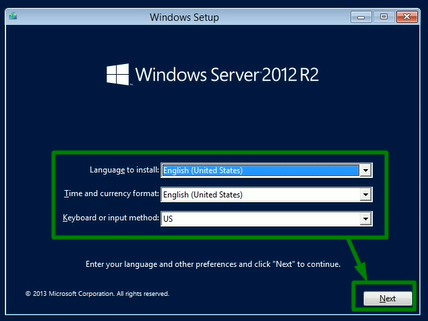 Windows Setup
Windows Server 2012 R2
Language to install: English (United States)
Time and currency format: English (United States)
Keyboard or input method: US
Enter your language and other preferences and click "Next" to continue.
© 2013 Microsoft Corporation. All rights reserved.
Next